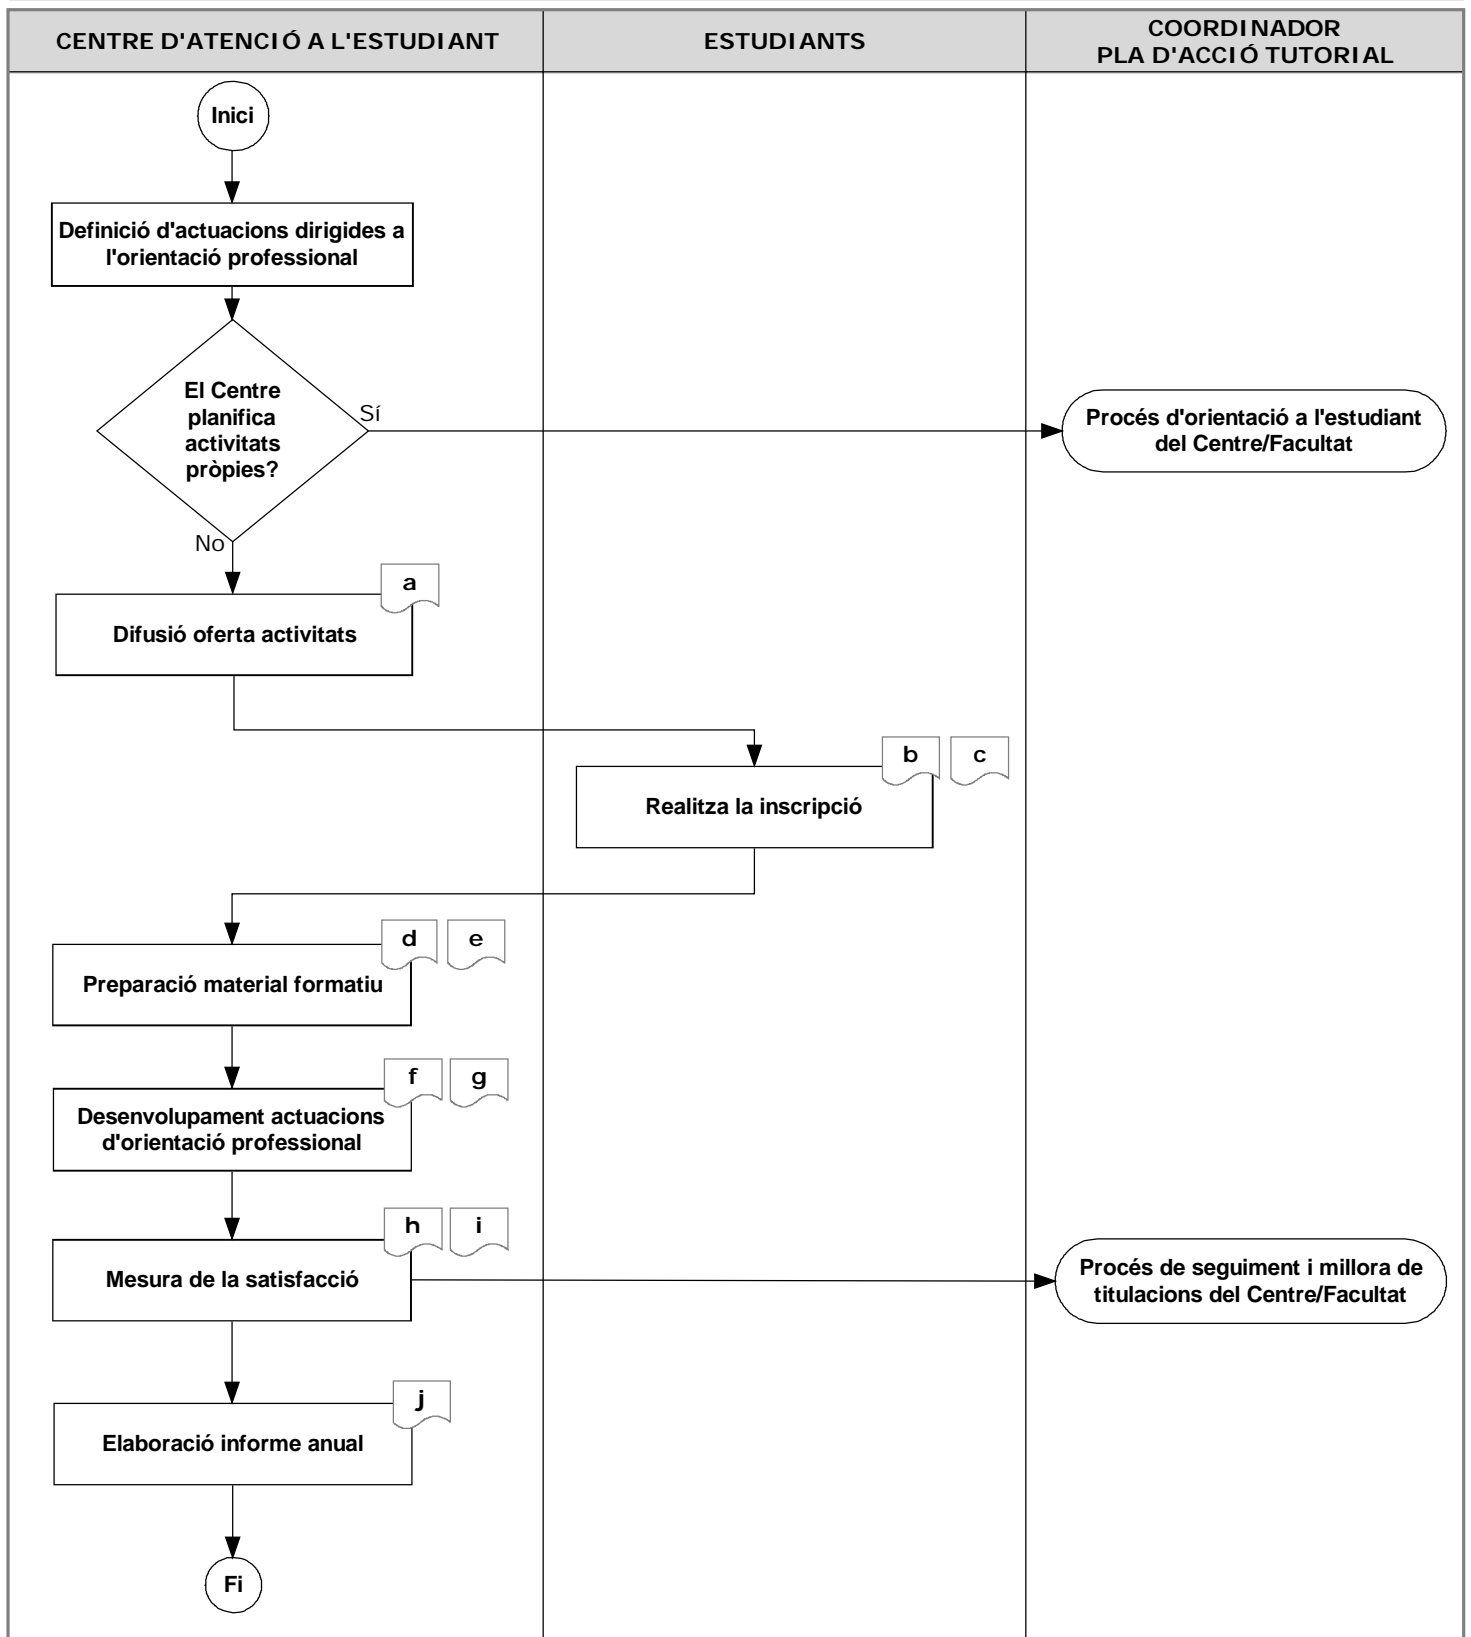 CENTRE D'ATENCIÓ A L'ESTUDIANT
ESTUDIANTS
COORDINADOR
PLA D'ACCIÓ TUTORIAL
Inici
Definició d'actuacions dirigides a
l'orientació professional
El Centre
planifica
activitats
pròpies?
Sí
Procés d'orientació a l'estudiant
del Centre/Facultat
No
a
Difusió oferta activitats
b
c
Realitza la inscripció
d
e
Preparació material formatiu
f
g
Desenvolupament actuacions
d'orientació professional
h
i
Mesura de la satisfacció
Procés de seguiment i millora de
titulacions del Centre/Facultat
j
Elaboració informe anual
Fi